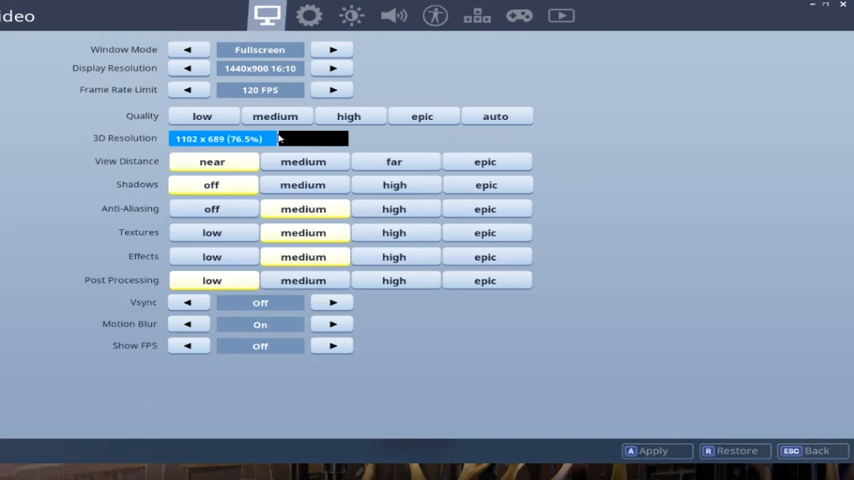 ideo
Window Mode Fullscreen
Display Resolution 1440x900 16:10
Frame Rate Limit 120 FPS
Quality low medium high epic auto
3D Resolution 1102 x 689 (76.5%)
View Distance near medium far epic
Shadows off medium high epic
Anti-Aliasing off medium high epic
Textures low medium high epic
Effects low medium high epic
Post Processing low medium high epic
Vsync Off
Motion Blur On
Show FPS Off
A Apply R Restore ESC Back